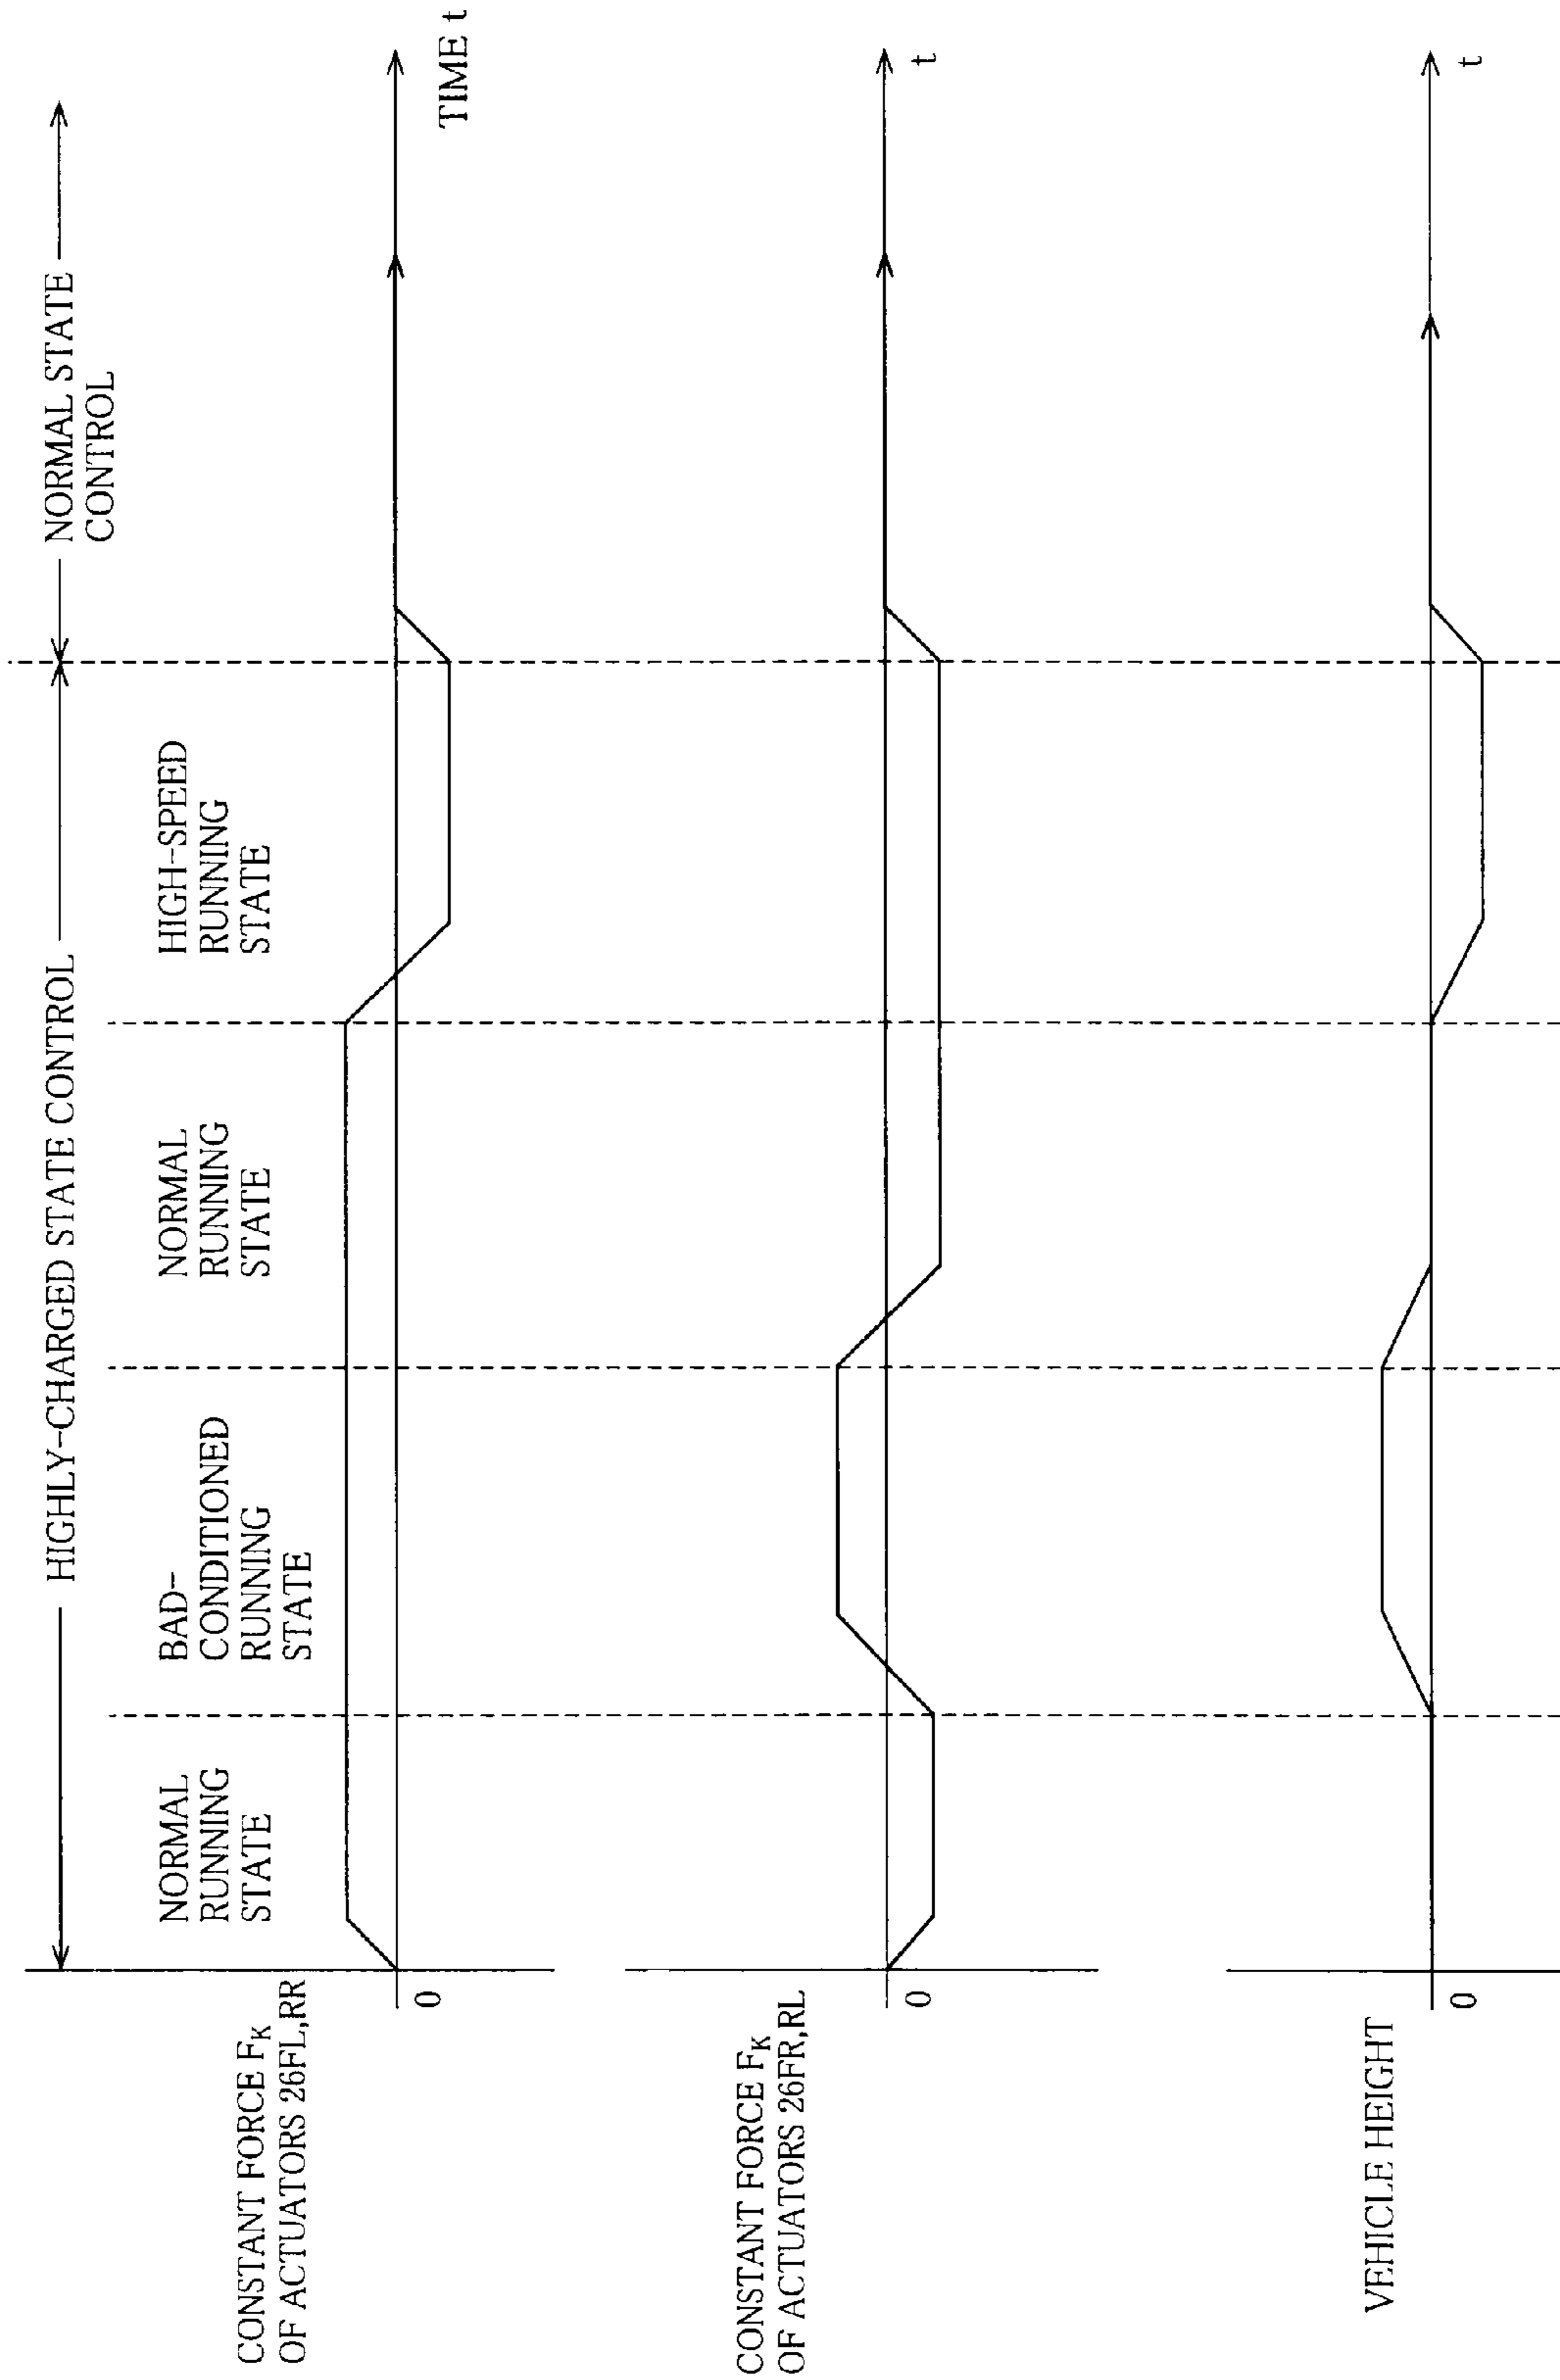 HIGHLY-CHARGED STATE CONTROL
NORMAL STATE
CONTROL
NORMAL
RUNNING
STATE
BAD-
CONDITIONED
RUNNING
STATE
NORMAL
RUNNING
STATE
HIGH-SPEED
RUNNING
STATE
CONSTANT FORCE FK
OF ACTUATORS 26FL,RR
0
TIME t
CONSTANT FORCE FK
OF ACTUATORS 26FR,RL
0
t
VEHICLE HEIGHT
0
t